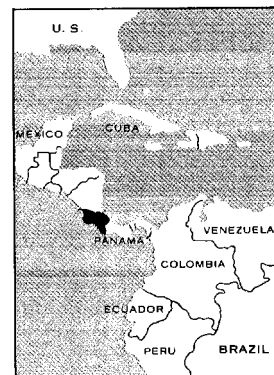 U. S.
MEXICO
CUBA
PANAMA
VENEZUELA
COLOMBIA
ECUADOR
PERU
BRAZIL